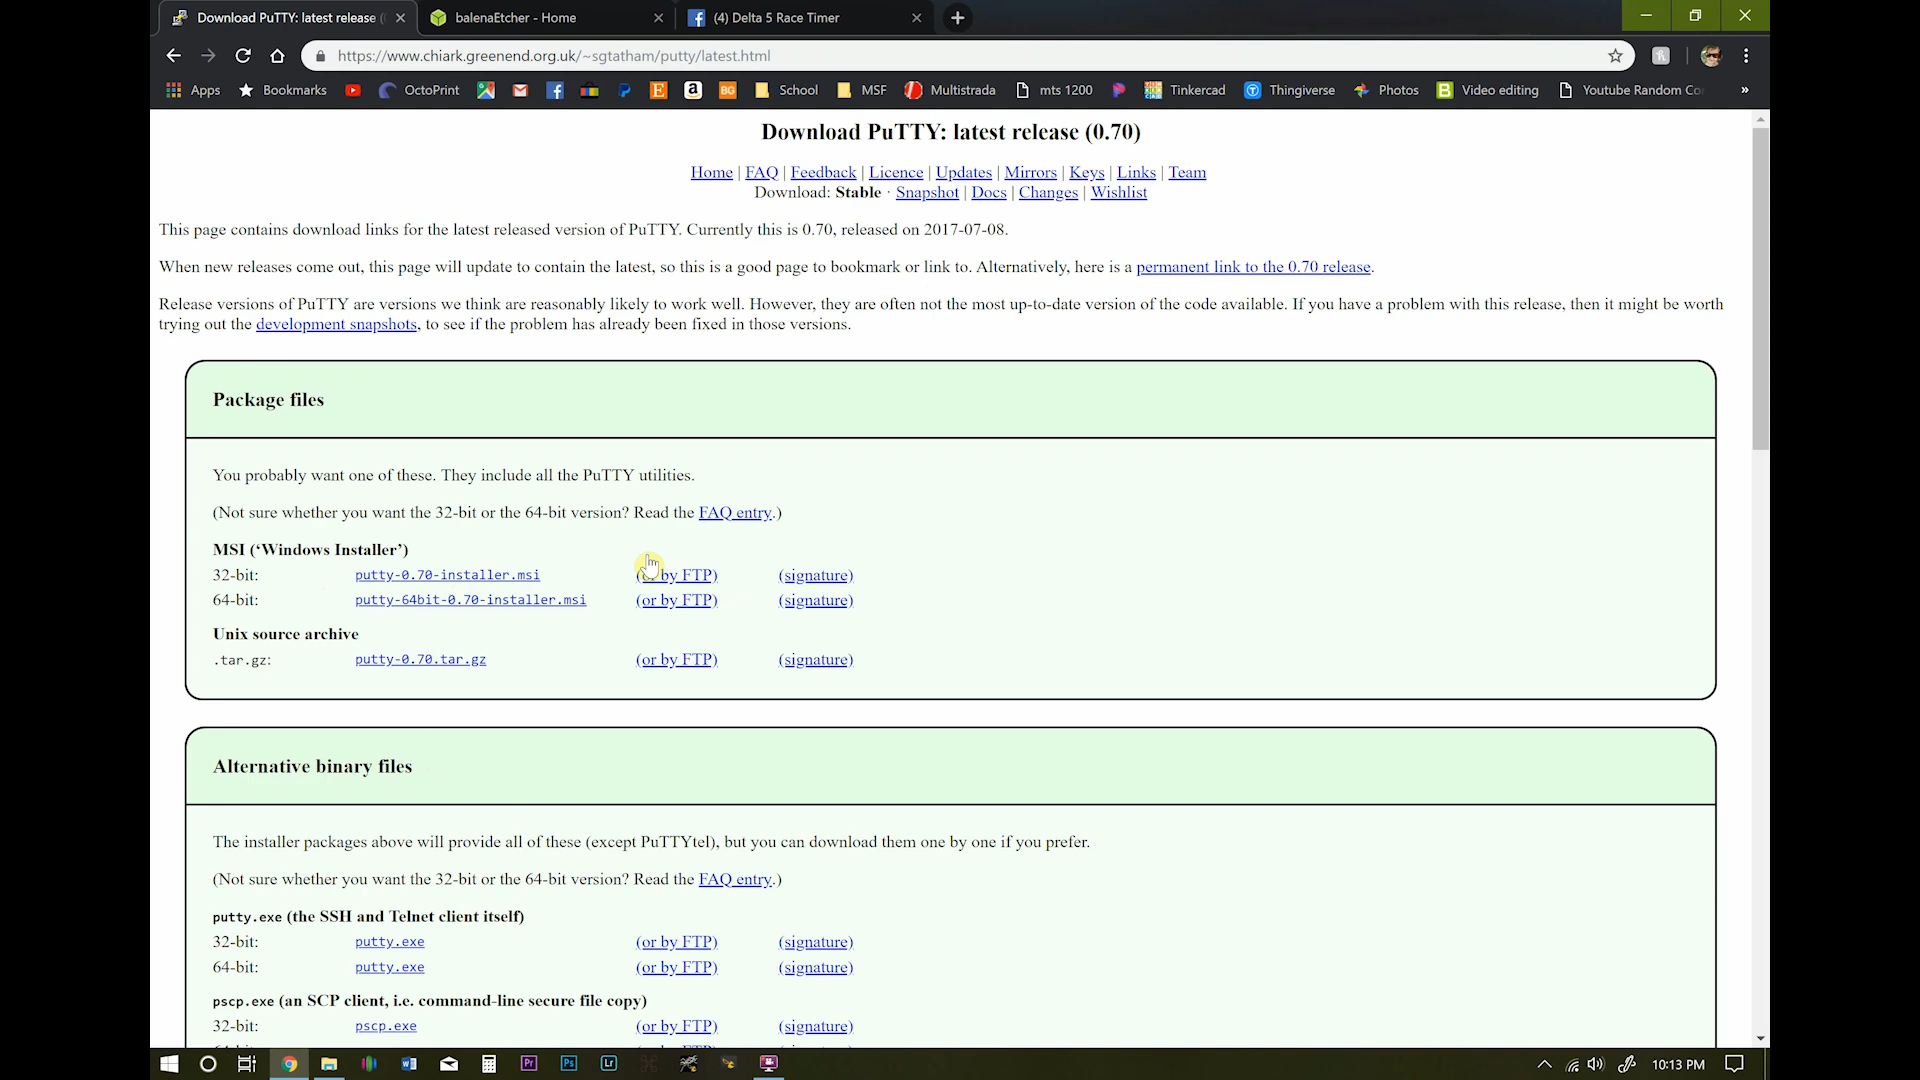 Download PuTTY: latest release (
balenaEtcher - Home
(4) Delta 5 Race Timer
https://www.chiark.greenend.org.uk/~sgtatham/putty/latest.html
Apps Bookmarks OctoPrint School MSF Multistrada mts 1200 Tinkercad Thingiverse Photos Video editing Youtube Random Co »
Download PuTTY: latest release (0.70)
Home | FAQ | Feedback | Licence | Updates | Mirrors | Keys | Links | Team
Download: Stable · Snapshot | Docs | Changes | Wishlist
This page contains download links for the latest released version of PuTTY. Currently this is 0.70, released on 2017-07-08.
When new releases come out, this page will update to contain the latest, so this is a good page to bookmark or link to. Alternatively, here is a permanent link to the 0.70 release.
Release versions of PuTTY are versions we think are reasonably likely to work well. However, they are often not the most up-to-date version of the code available. If you have a problem with this release, then it might be worth
trying out the development snapshots, to see if the problem has already been fixed in those versions.
Package files
You probably want one of these. They include all the PuTTY utilities.
(Not sure whether you want the 32-bit or the 64-bit version? Read the FAQ entry.)
MSI (‘Windows Installer’)
32-bit: putty-0.70-installer.msi (or by FTP) (signature)
64-bit: putty-64bit-0.70-installer.msi (or by FTP) (signature)
Unix source archive
.tar.gz: putty-0.70.tar.gz (or by FTP) (signature)
Alternative binary files
The installer packages above will provide all of these (except PuTTYtel), but you can download them one by one if you prefer.
(Not sure whether you want the 32-bit or the 64-bit version? Read the FAQ entry.)
putty.exe (the SSH and Telnet client itself)
32-bit: putty.exe (or by FTP) (signature)
64-bit: putty.exe (or by FTP) (signature)
pscp.exe (an SCP client, i.e. command-line secure file copy)
32-bit: pscp.exe (or by FTP) (signature)
10:13 PM